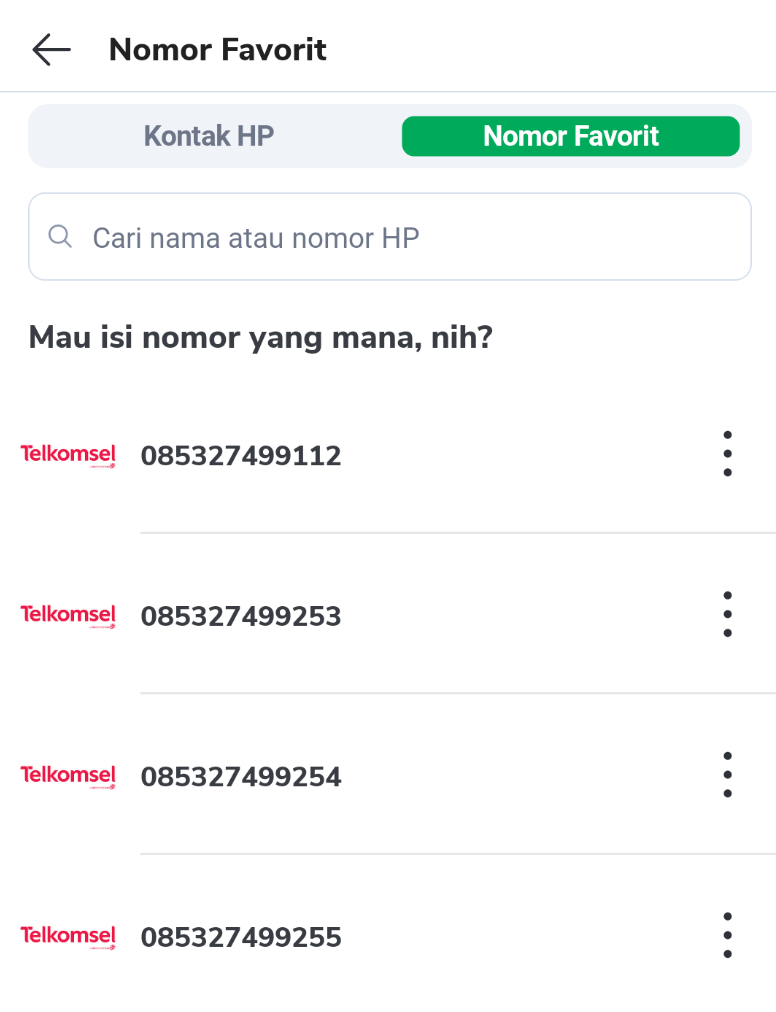 Nomor Favorit
Kontak HP
Nomor Favorit
Cari nama atau nomor HP
Mau isi nomor yang mana, nih?
Telkomsel
085327499112
Telkomsel
085327499253
Telkomsel
085327499254
Telkomsel
085327499255